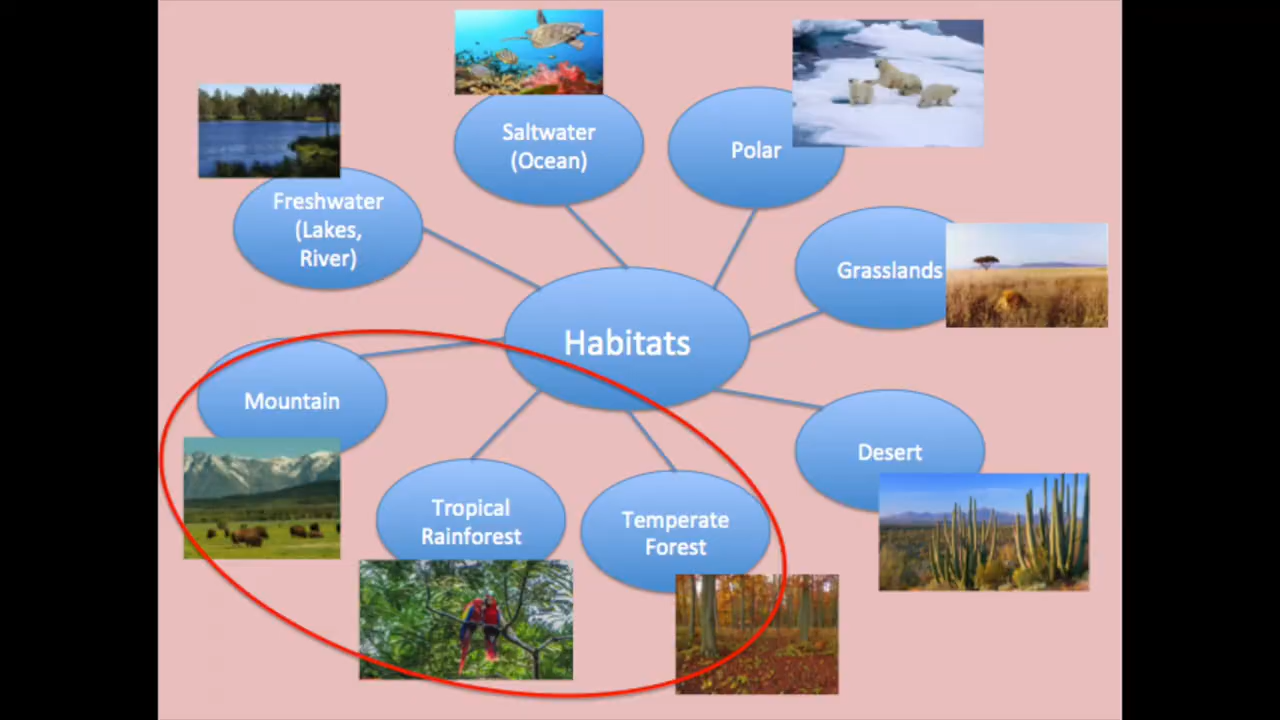 Saltwater
(Ocean)
Polar
Freshwater
(Lakes,
River)
Grasslands
Habitats
Mountain
Desert
Tropical
Rainforest
Temperate
Forest